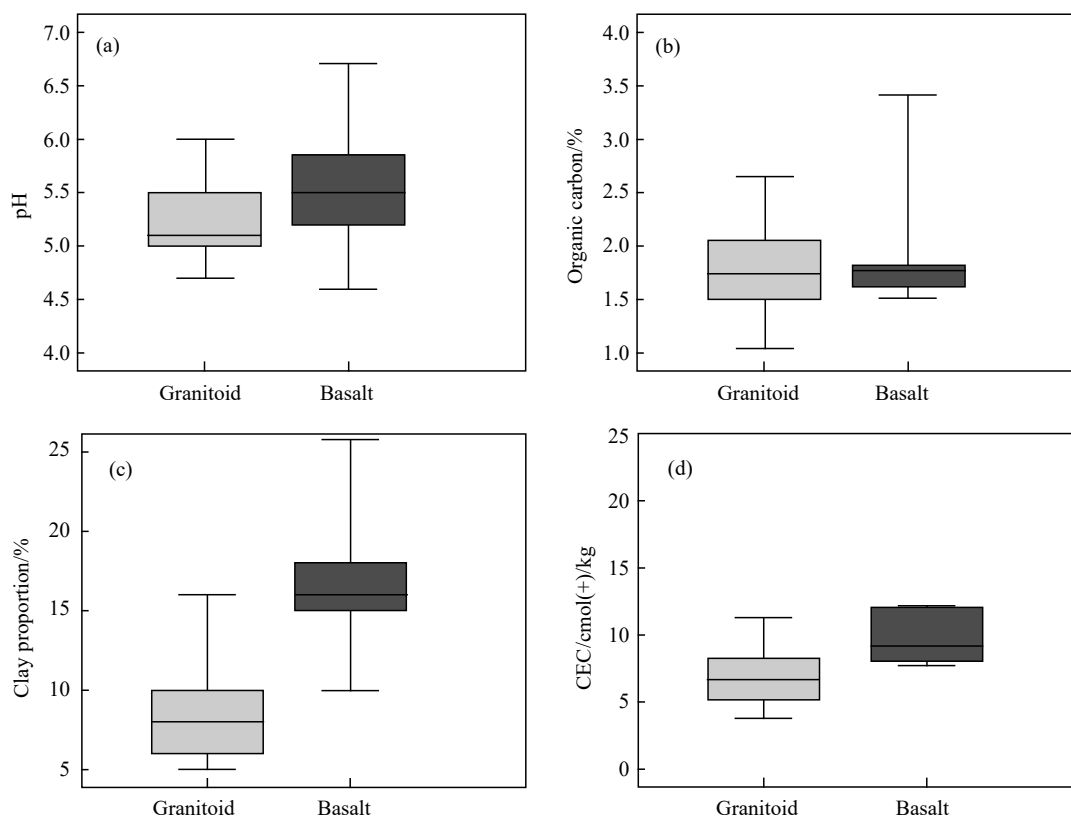 (a)
pH
7.0
6.5
6.0
5.5
5.0
4.5
4.0
Granitoid Basalt
(b)
Organic carbon/%
4.0
3.5
3.0
2.5
2.0
1.5
1.0
Granitoid Basalt
(c)
Clay proportion/%
25
20
15
10
5
Granitoid Basalt
(d)
CEC/cmol(+)/kg
25
20
15
10
5
0
Granitoid Basalt